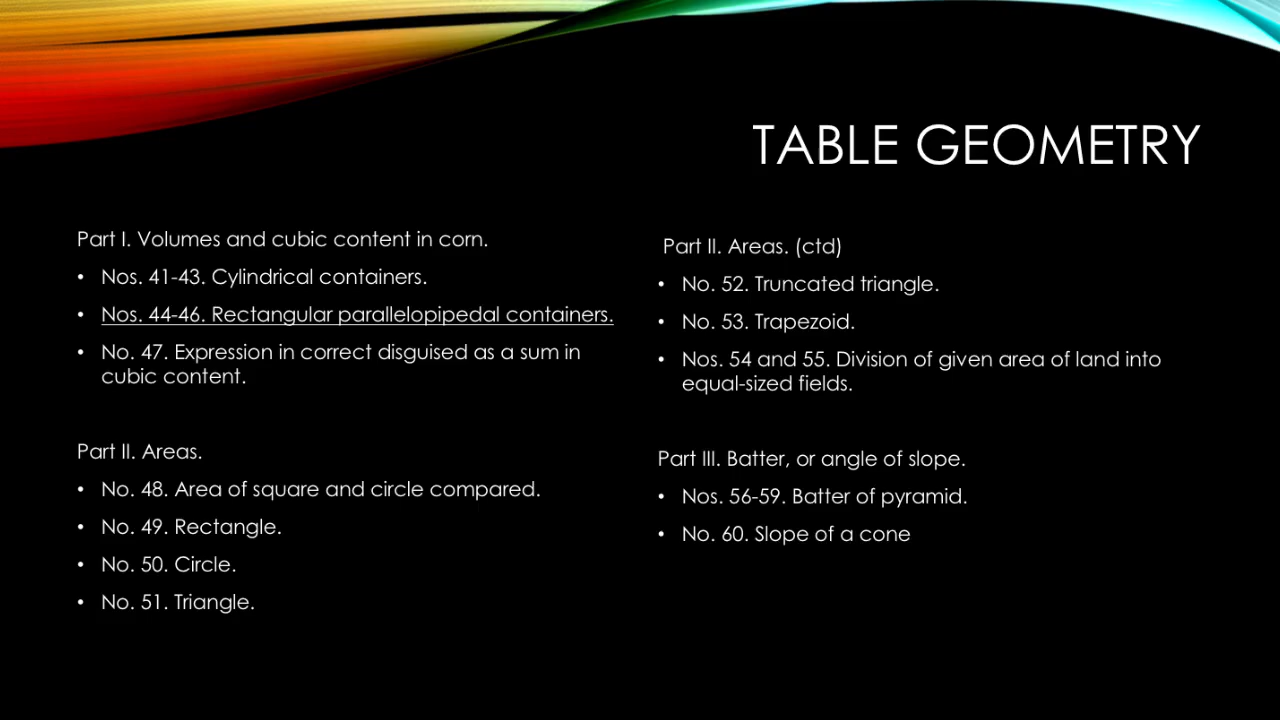 TABLE GEOMETRY
Part I. Volumes and cubic content in corn.
• Nos. 41-43. Cylindrical containers.
• Nos. 44-46. Rectangular parallelopipedal containers.
• No. 47. Expression in correct disguised as a sum in
cubic content.
Part II. Areas.
• No. 48. Area of square and circle compared.
• No. 49. Rectangle.
• No. 50. Circle.
• No. 51. Triangle.
Part II. Areas. (ctd)
• No. 52. Truncated triangle.
• No. 53. Trapezoid.
• Nos. 54 and 55. Division of given area of land into
equal-sized fields.
Part III. Batter, or angle of slope.
• Nos. 56-59. Batter of pyramid.
• No. 60. Slope of a cone